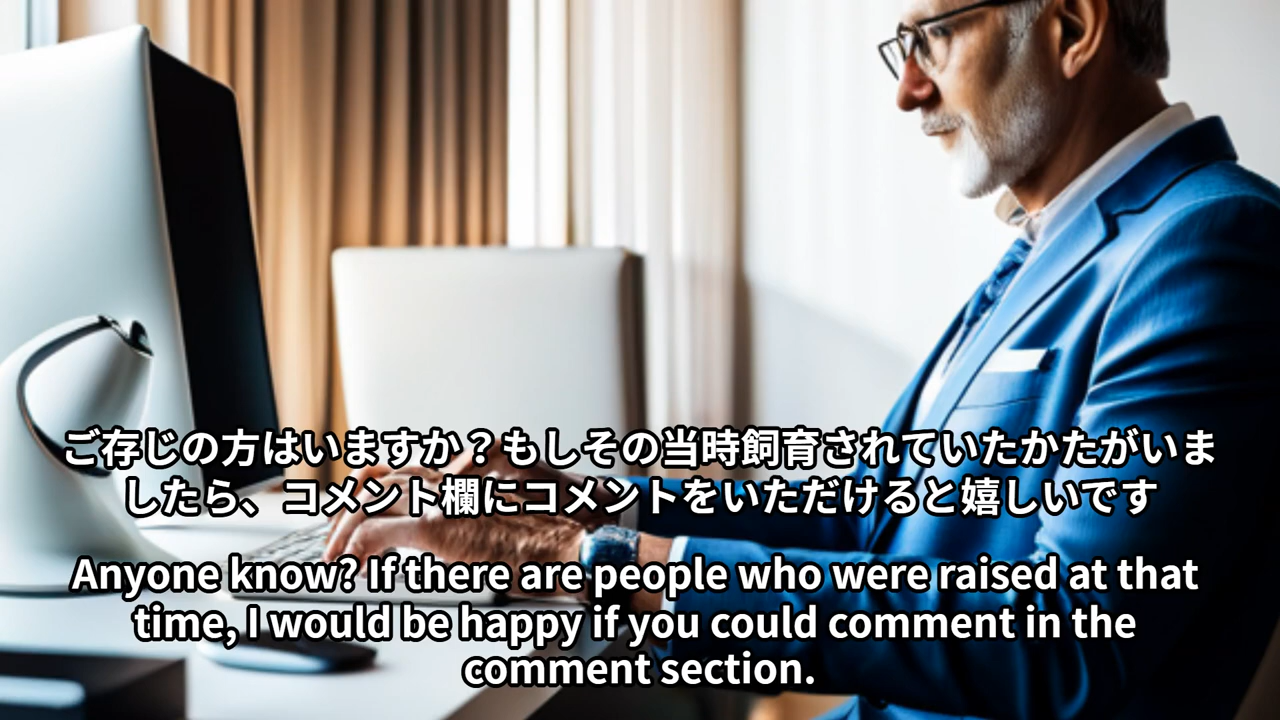 ご存じの方はいますか？もしその当時飼育されていたかたがいま
したら、コメント欄にコメントをいただけると嬉しいです
Anyone know? If there are people who were raised at that
time, I would be happy if you could comment in the
comment section.